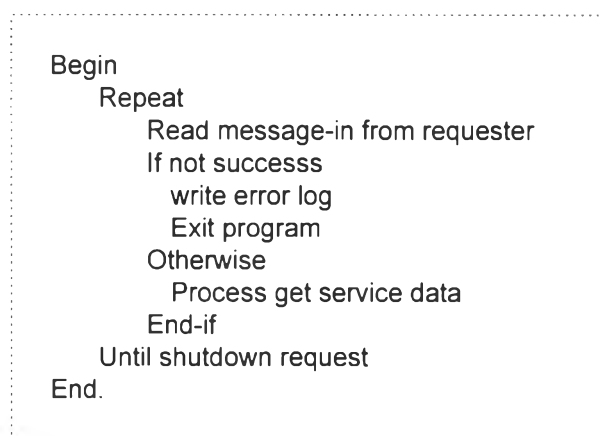 Begin
Repeat
Read message-in from requester
If not successs
write error log
Exit program
Otherwise
Process get service data
End-if
Until shutdown request
End.